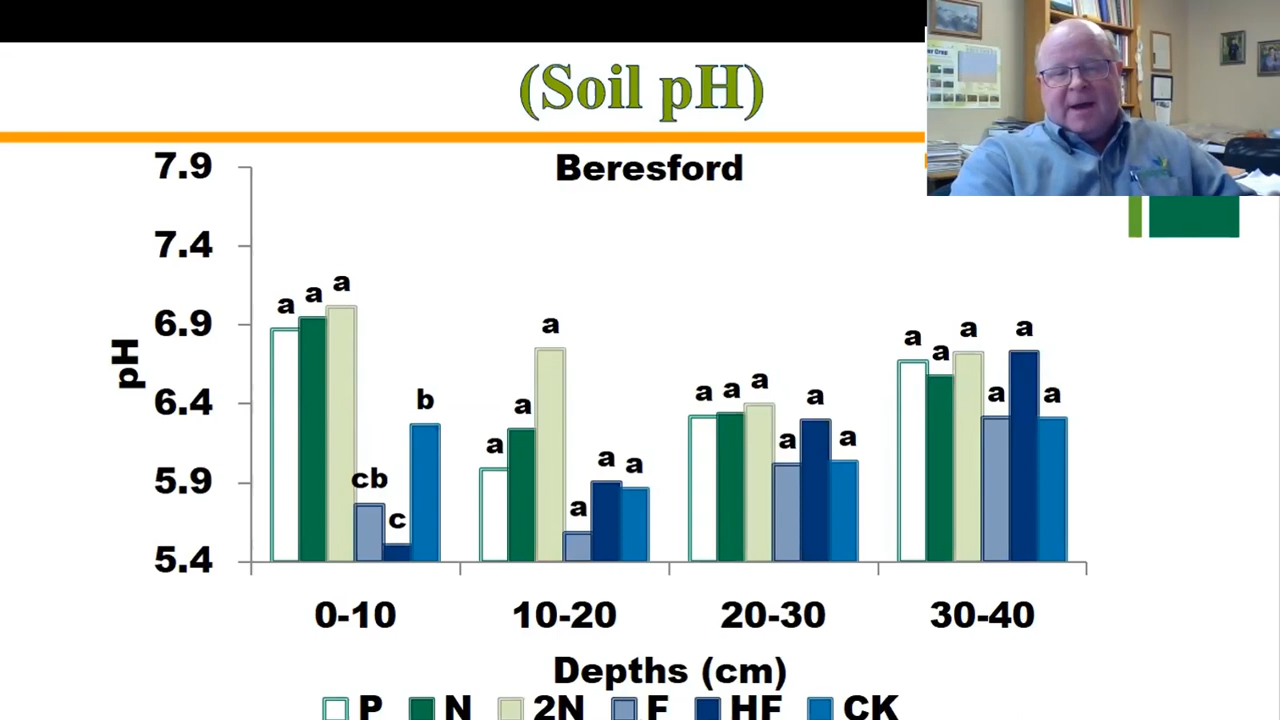 (Soil pH)
Beresford
7.9
7.4
6.9
6.4
5.9
5.4
pH
a a a cb c b
a a a a a a
a a a a a a
a a a a a a
0-10 10-20 20-30 30-40
Depths (cm)
P N 2N F HF CK